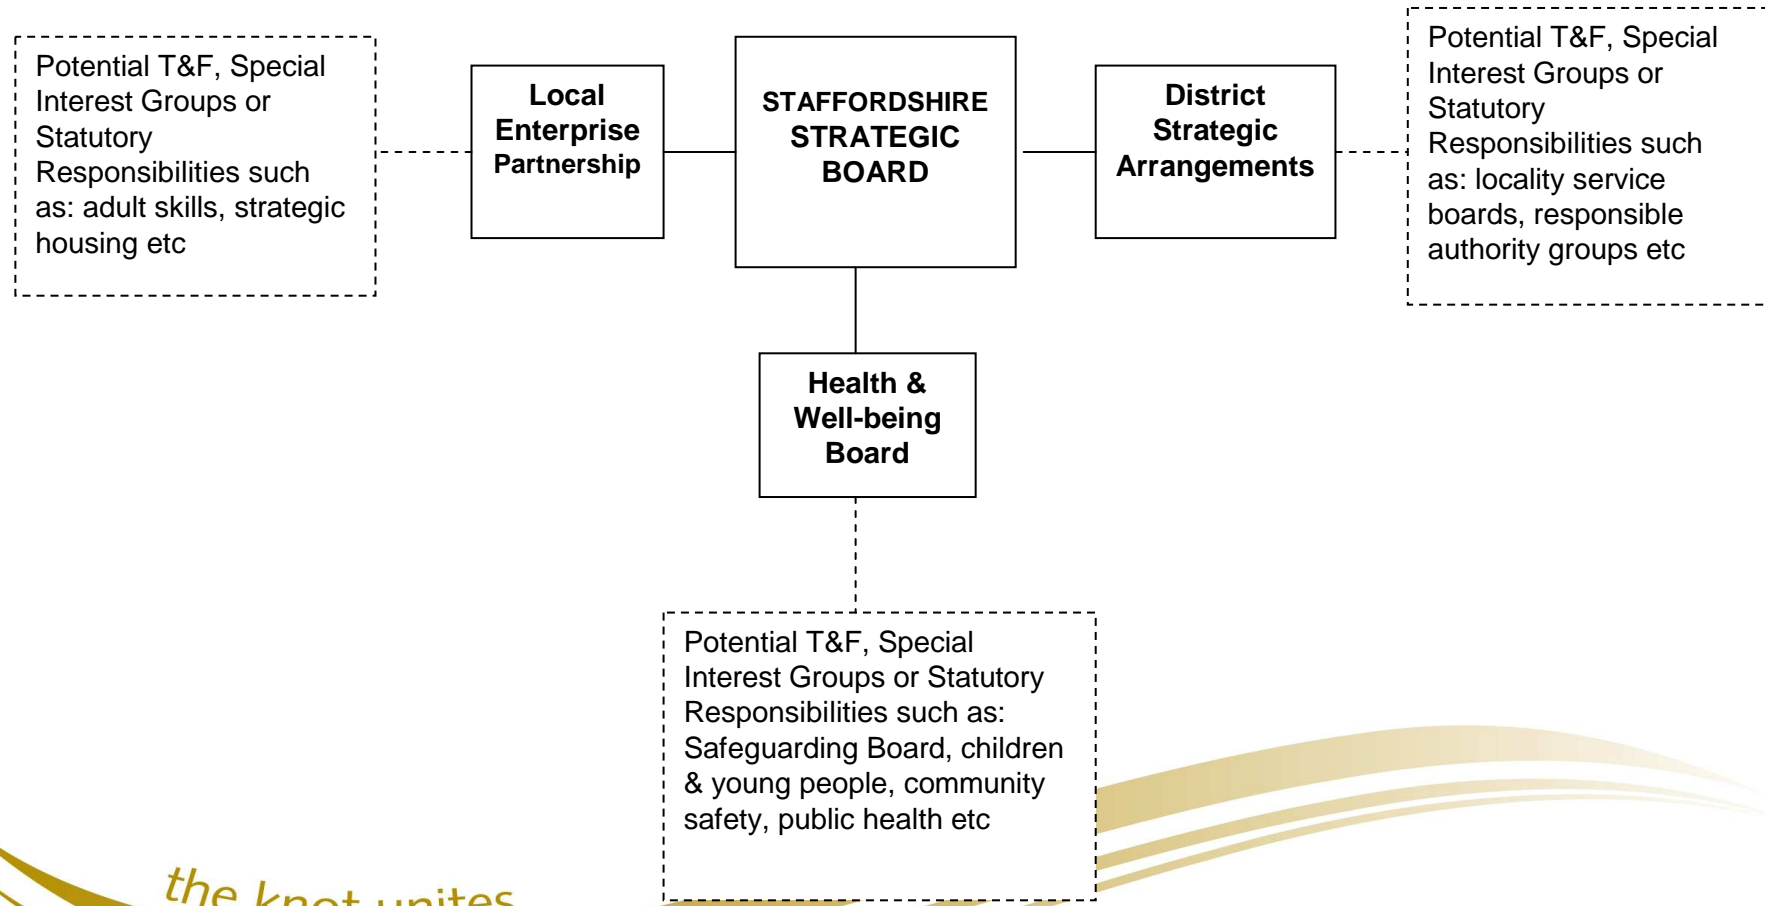 Potential T&F, Special
Interest Groups or
Statutory
Responsibilities such
as: adult skills, strategic
housing etc
Local
Enterprise
Partnership
STAFFORDSHIRE
STRATEGIC
BOARD
District
Strategic
Arrangements
Potential T&F, Special
Interest Groups or
Statutory
Responsibilities such
as: locality service
boards, responsible
authority groups etc
Health &
Well-being
Board
Potential T&F, Special
Interest Groups or Statutory
Responsibilities such as:
Safeguarding Board, children
& young people, community
safety, public health etc
the knot unites